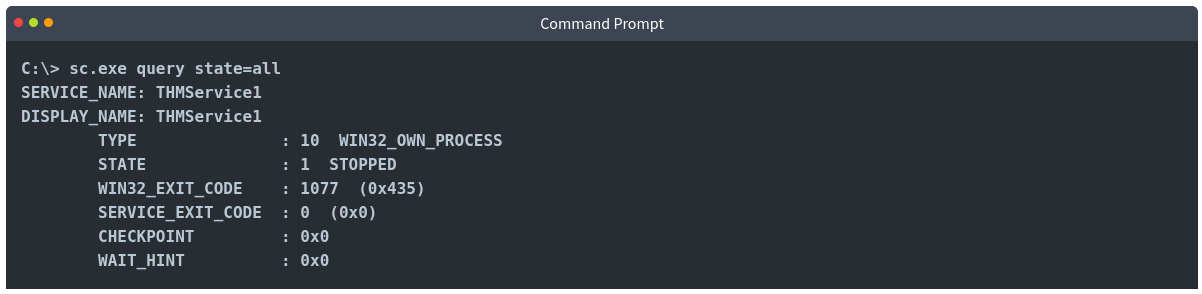 Command Prompt
C:\> sc.exe query state=all
SERVICE_NAME: THMService1
DISPLAY_NAME: THMService1
        TYPE               : 10  WIN32_OWN_PROCESS
        STATE              : 1  STOPPED
        WIN32_EXIT_CODE    : 1077  (0x435)
        SERVICE_EXIT_CODE  : 0  (0x0)
        CHECKPOINT         : 0x0
        WAIT_HINT          : 0x0